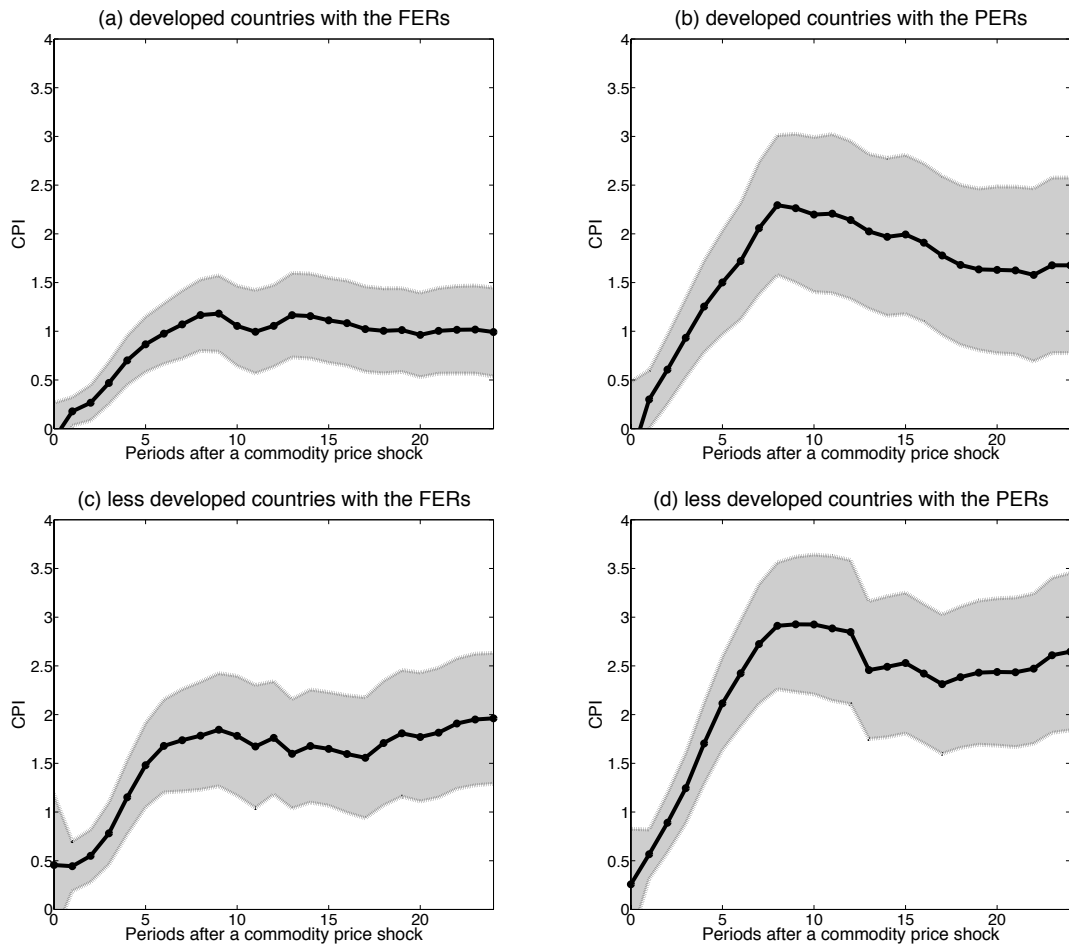 (a) developed countries with the FERs
4
3.5
3
2.5
2
1.5
1
0.5
0
CPI
0 5 10 15 20
Periods after a commodity price shock
(b) developed countries with the PERs
4
3.5
3
2.5
2
1.5
1
0.5
0
CPI
0 5 10 15 20
Periods after a commodity price shock
(c) less developed countries with the FERs
4
3.5
3
2.5
2
1.5
1
0.5
0
CPI
0 5 10 15 20
Periods after a commodity price shock
(d) less developed countries with the PERs
4
3.5
3
2.5
2
1.5
1
0.5
0
CPI
0 5 10 15 20
Periods after a commodity price shock